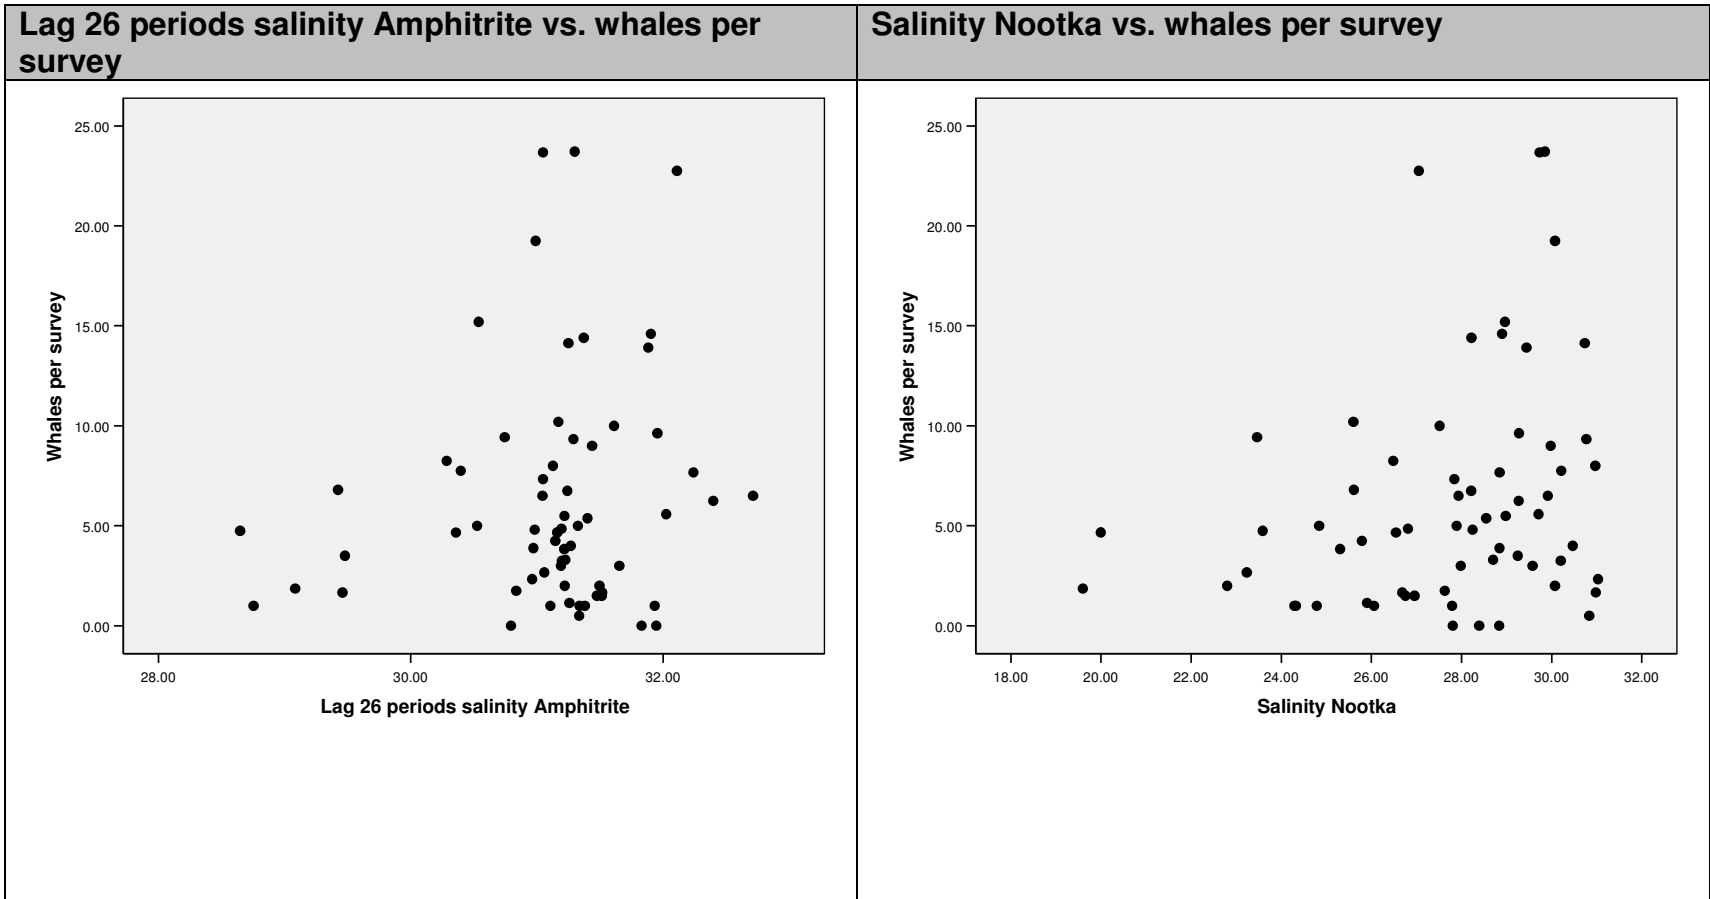 Lag 26 periods salinity Amphitrite vs. whales per
survey
Salinity Nootka vs. whales per survey
25.00
20.00
15.00
10.00
5.00
0.00
Whales per survey
28.00 30.00 32.00
Lag 26 periods salinity Amphitrite
25.00
20.00
15.00
10.00
5.00
0.00
Whales per survey
18.00 20.00 22.00 24.00 26.00 28.00 30.00 32.00
Salinity Nootka